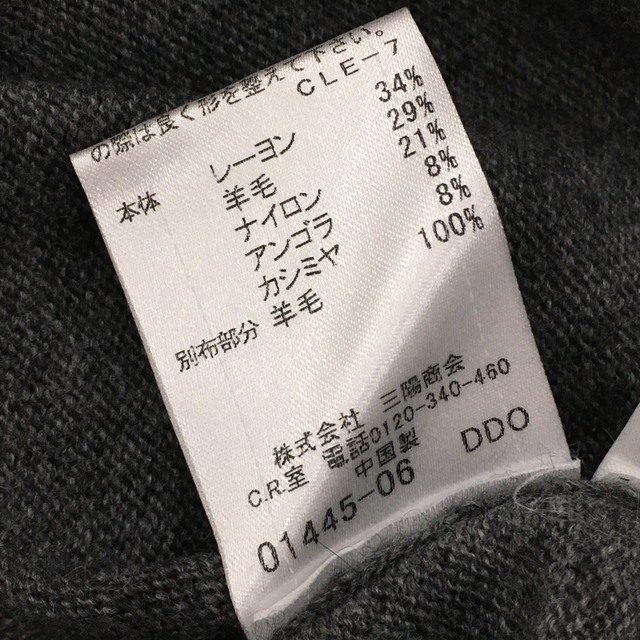 の際は良く形を整えて下さい。
CLE-7
本体 レーヨン 34%
羊毛 29%
ナイロン 21%
アンゴラ 8%
カシミヤ 8%
別布部分 羊毛 100%
株式会社 三陽商会
C.R室 電話0120-340-460
中国製
01445-06 DDO